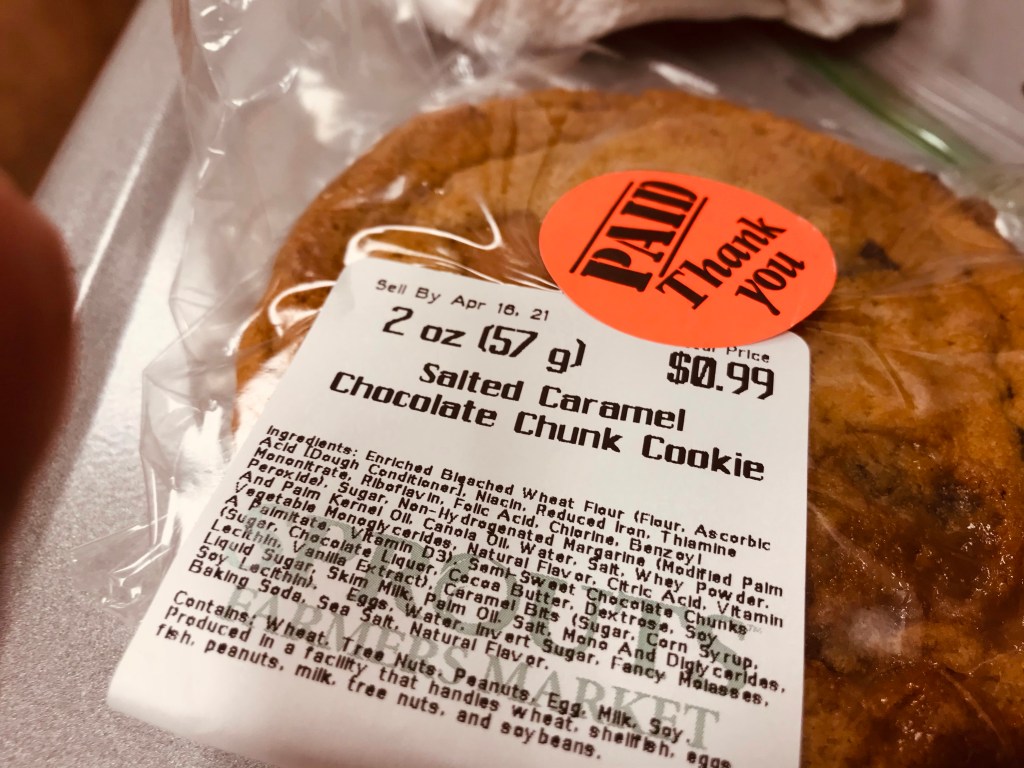 PAID
Thank
you
Sell By Apr 16, 21
2 oz (57 g)
Price
$0.99
Salted Caramel
Chocolate Chunk Cookie
Ingredients: Enriched Bleached Wheat Flour (Flour, Ascorbic
Acid [Dough Conditioner], Niacin, Reduced Iron, Thiamine
Mononitrate, Riboflavin, Folic Acid, Chlorine, Benzoyl
Peroxide), Sugar, Non-Hydrogenated Margarine (Modified Palm
And Palm Kernel Oil, Canola Oil, Water, Salt, Whey Powder,
Vegetable Monoglycerides, Natural Flavor, Citric Acid, Vitamin
A Palmitate, Vitamin D3), Semi-Sweet Chocolate Chunks
(Sugar, Chocolate Liquor, Cocoa Butter, Dextrose, Soy
Lecithin, Vanilla Extract), Caramel Bits (Sugar, Corn Syrup,
Liquid Sugar, Skim Milk, Palm Oil, Salt, Mono And Diglycerides,
Soy Lecithin), Eggs, Water, Invert Sugar, Fancy Molasses,
Baking Soda, Sea Salt, Natural Flavor.
Contains: Wheat, Tree Nuts, Peanuts, Egg, Milk, Soy.
Produced in a facility that handles wheat, shellfish, eggs
fish, peanuts, milk, tree nuts, and soybeans.
SPROUTS
FARMERS MARKET